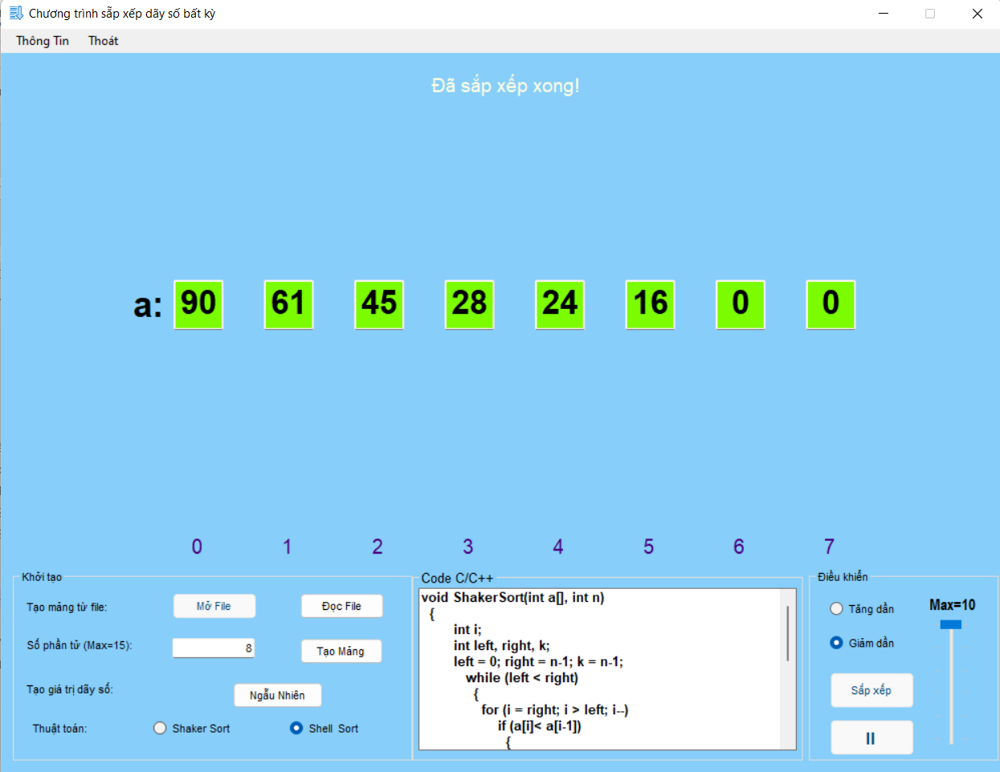 Chương trình sắp xếp dãy số bất kỳ
Thông Tin Thoát
Đã sắp xếp xong!
a: 90 61 45 28 24 16 0 0
0 1 2 3 4 5 6 7
Khởi tạo
Tạo mảng từ file: Mở File Đọc File
Số phần tử (Max=15): 8 Tạo Mảng
Tạo giá trị dãy số: Ngẫu Nhiên
Thuật toán: Shaker Sort Shell Sort
Code C/C++
void ShakerSort(int a[], int n)
{
int i;
int left, right, k;
left = 0; right = n-1; k = n-1;
while (left < right)
{
for (i = right; i > left; i--)
if (a[i]< a[i-1])
{
Điều khiển
Tăng dần Max=10
Giảm dần
Sắp xếp